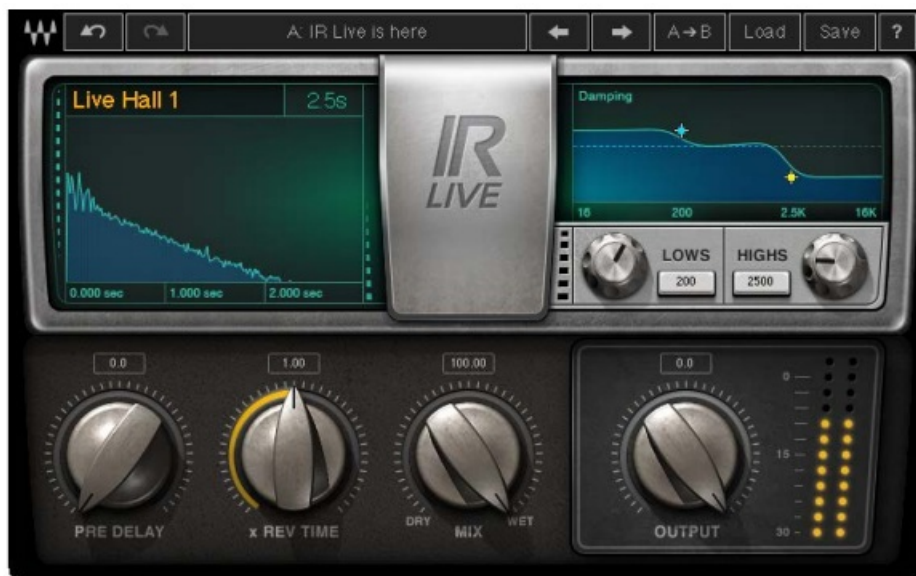 A: IR Live is here
A→B
Load
Save
?
Live Hall 1
2.5s
0.000 sec
1.000 sec
2.000 sec
IR
LIVE
Damping
16
200
2.5K
16K
LOWS
200
HIGHS
2500
0.0
PRE DELAY
1.00
x REV TIME
100.00
DRY
MIX
WET
0.0
OUTPUT
0
15
30